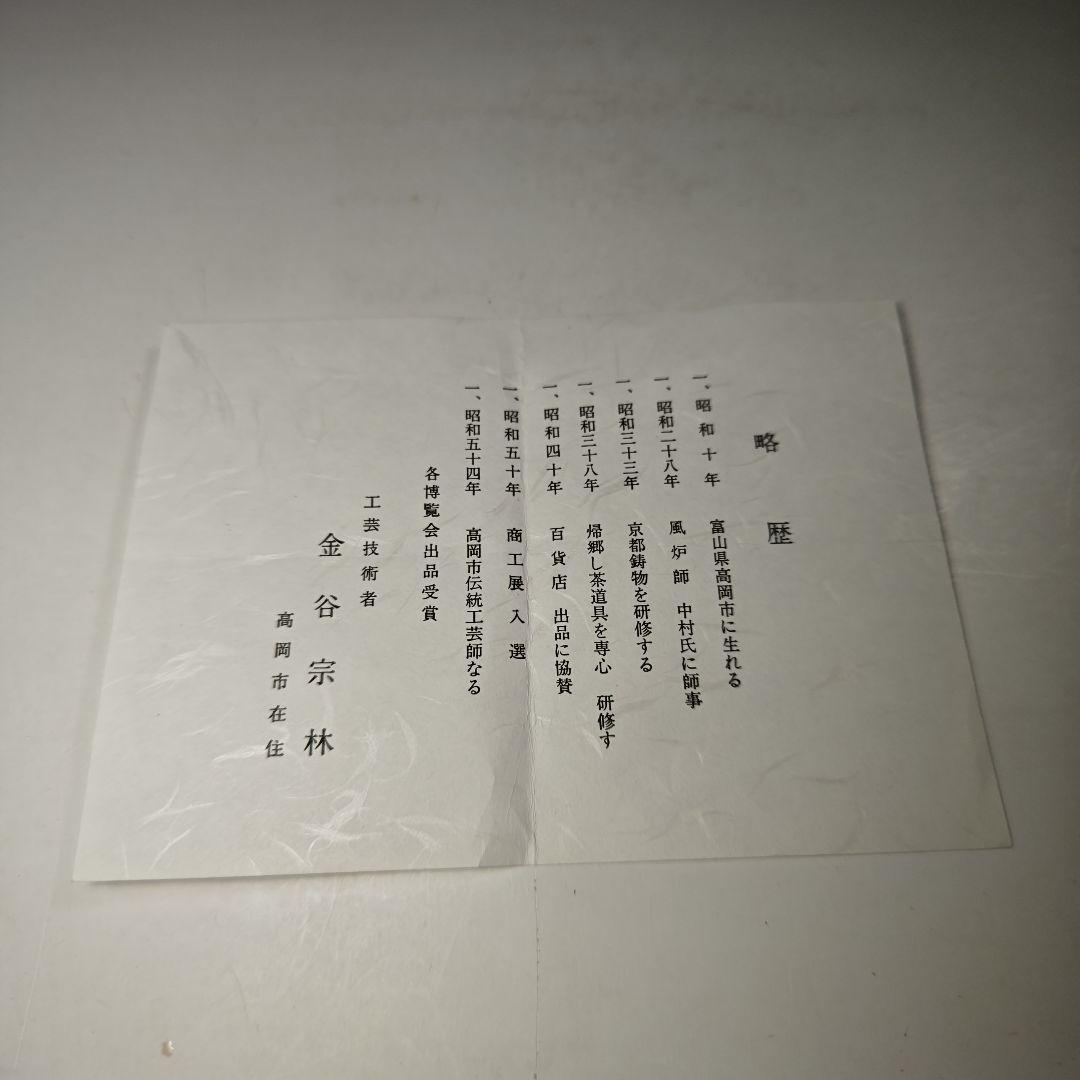 略歴
一、昭和十年 富山県高岡市に生れる
一、昭和二十八年 風炉師 中村氏に師事
一、昭和三十三年 京都鋳物を研修する
一、昭和三十八年 帰郷し茶道具を専心 研修す
一、昭和四十年 百貨店 出品に協賛
一、昭和五十年 商工展入選
一、昭和五十四年 高岡市伝統工芸師なる
各博覧会出品受賞
工芸技術者
金谷宗林
高岡市在住